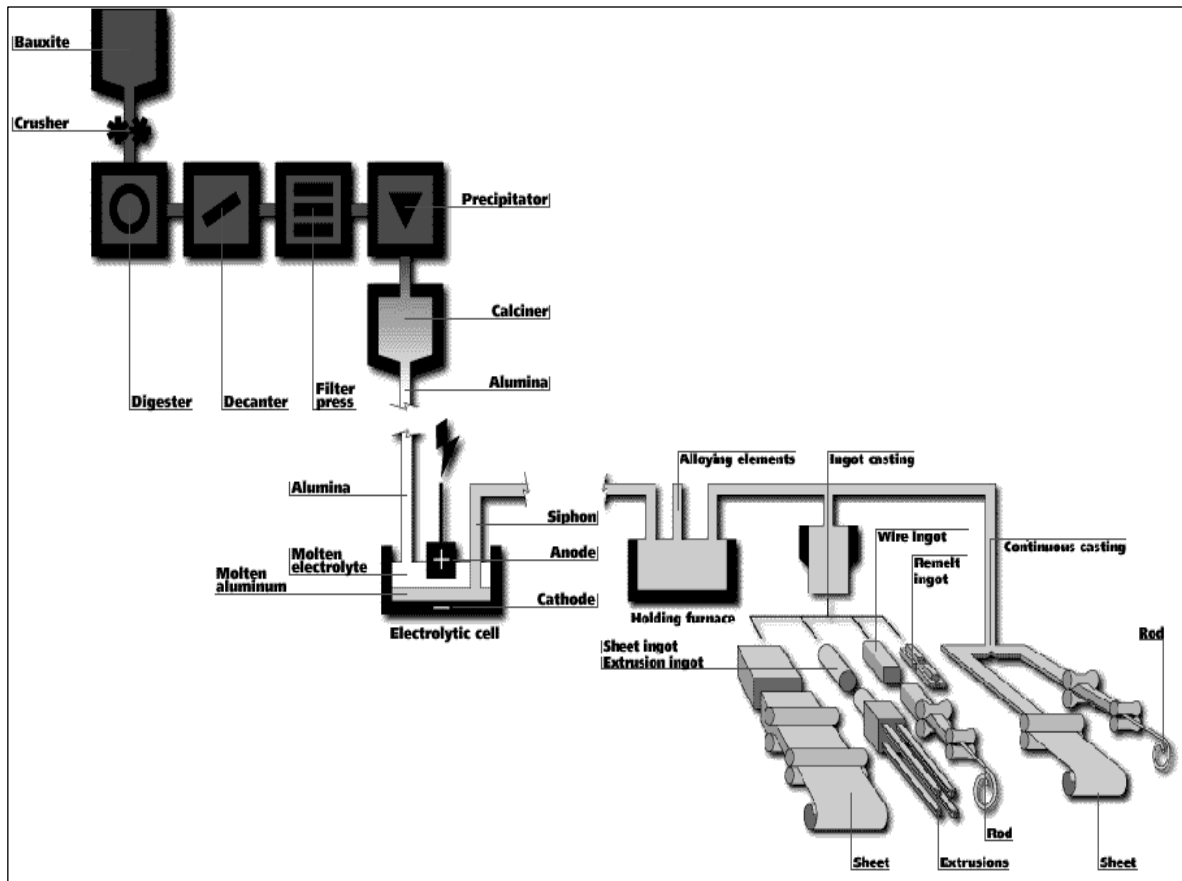 Bauxite
Crusher
Precipitator
Calciner
Alumina
Digester
Decanter
Filter
press
Alumina
Siphon
Molten
electrolyte
Anode
Molten
aluminum
Cathode
Electrolytic cell
Alloying elements
Ingot casting
Wire ingot
Continuous casting
Remelt
ingot
Holding furnace
Sheet ingot
Extrusion ingot
Rod
Rod
Sheet
Extrusions
Sheet
+
−